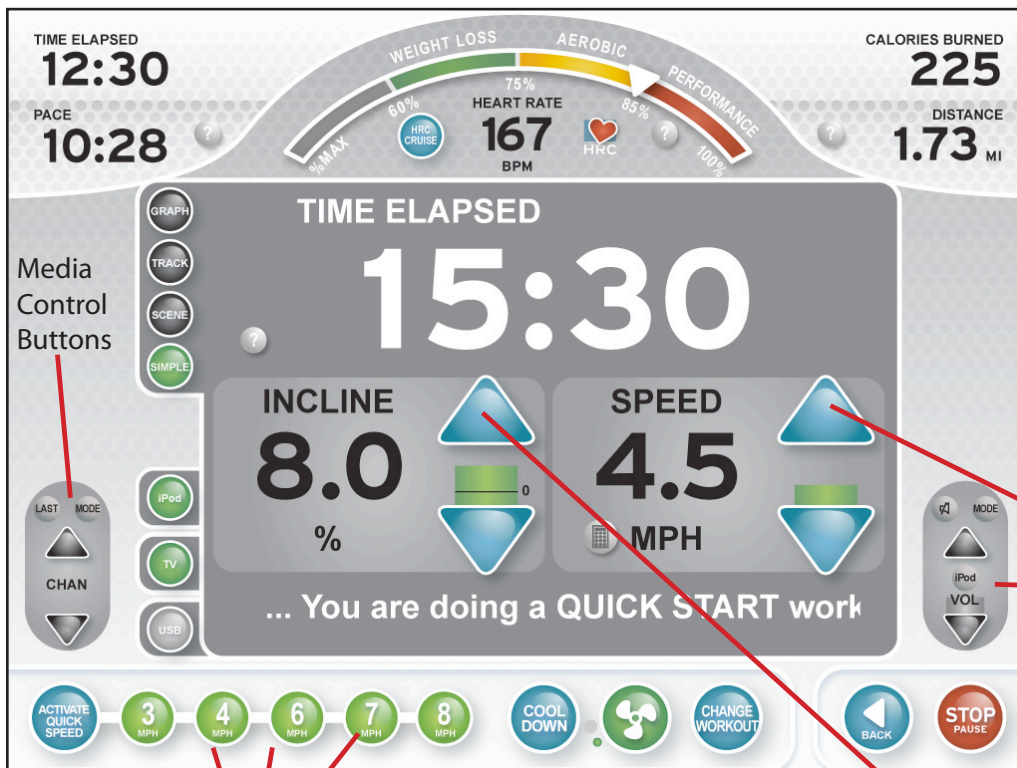 TIME ELAPSED
12:30
PACE
10:28
?
WEIGHT LOSS
AEROBIC
PERFORMANCE
%MAX
60%
75%
85%
100%
HRC
CRUISE
HEART RATE
167
BPM
HRC
?
CALORIES BURNED
225
DISTANCE
1.73 MI
?
GRAPH
TRACK
SCENE
SIMPLE
TIME ELAPSED
15:30
?
Media
Control
Buttons
INCLINE
8.0
%
0
SPEED
4.5
MPH
LAST MODE
CHAN
iPod
TV
USB
MODE
iPod
VOL
... You are doing a QUICK START work
ACTIVATE
QUICK
SPEED
3
MPH
4
MPH
6
MPH
7
MPH
8
MPH
COOL
DOWN
CHANGE
WORKOUT
BACK
STOP
PAUSE